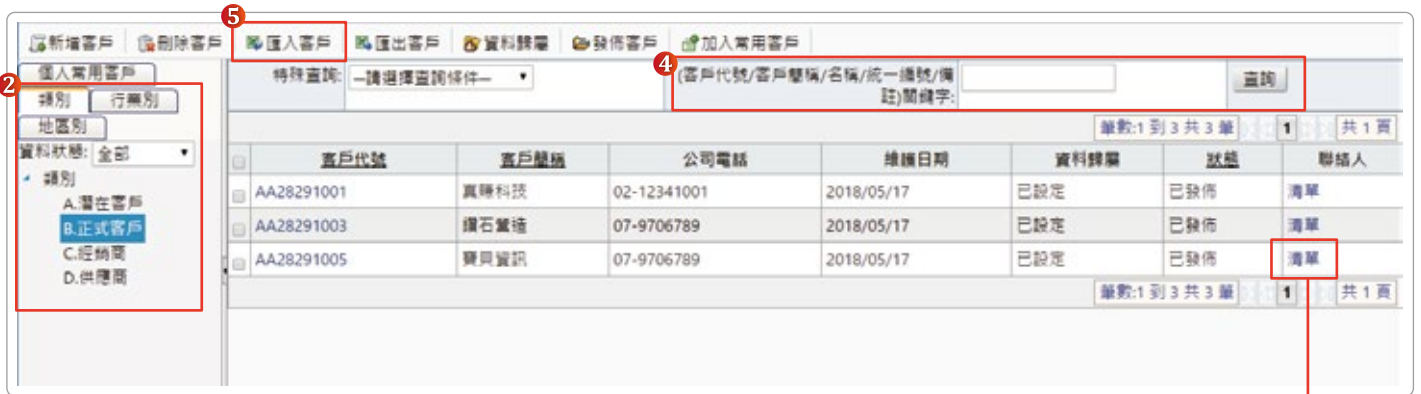 5
新增客戶 刪除客戶 匯入客戶 匯出客戶 資料歸屬 發佈客戶 加入常用客戶
個人常用客戶
2
類別 行業別
地區別
資料狀態: 全部
類別
A.潛在客戶
B.正式客戶
C.經銷商
D.供應商
特殊查詢: —請選擇查詢條件—
4
(客戶代號/客戶簡稱/名稱/統一編號/備
註)關鍵字:
查詢
筆數:1 到 3 共 3 筆 1 共 1 頁
客戶代號 客戶簡稱 公司電話 維護日期 資料歸屬 狀態 聯絡人
AA28291001 真賺科技 02-12341001 2018/05/17 已設定 已發佈 清單
AA28291003 鑽石營造 07-9706789 2018/05/17 已設定 已發佈 清單
AA28291005 寶貝資訊 07-9706789 2018/05/17 已設定 已發佈 清單
筆數:1 到 3 共 3 筆 1 共 1 頁